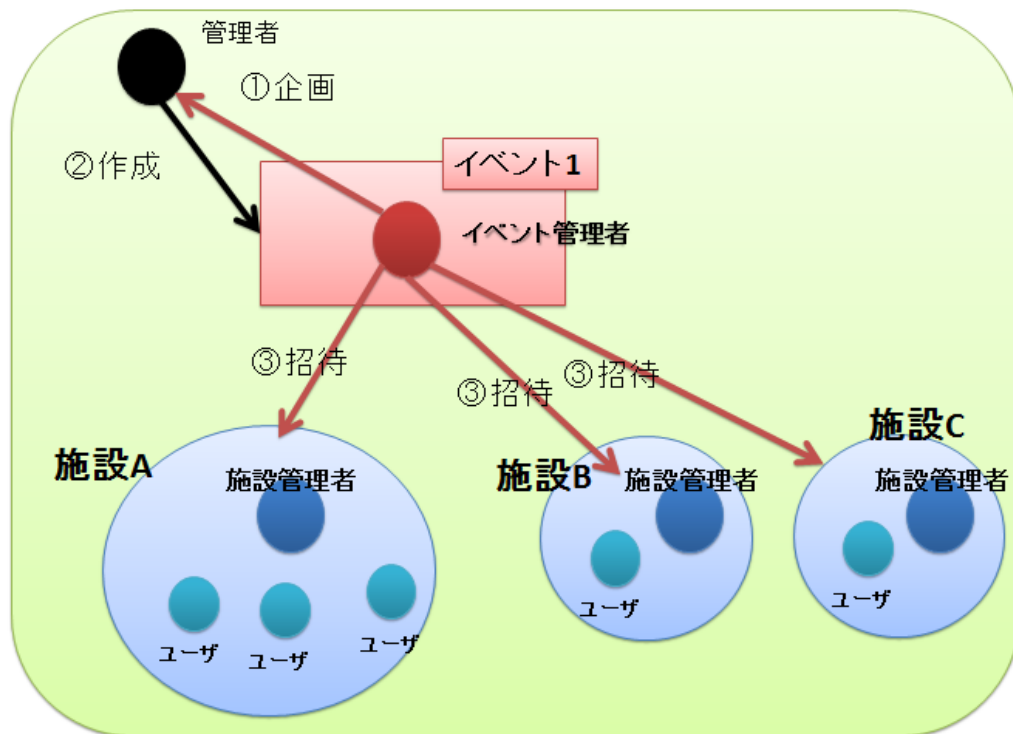 管理者
①企画
②作成
イベント1
イベント管理者
③招待
③招待
③招待
施設A
施設管理者
ユーザ
ユーザ
ユーザ
施設B
施設管理者
ユーザ
施設C
施設管理者
ユーザ